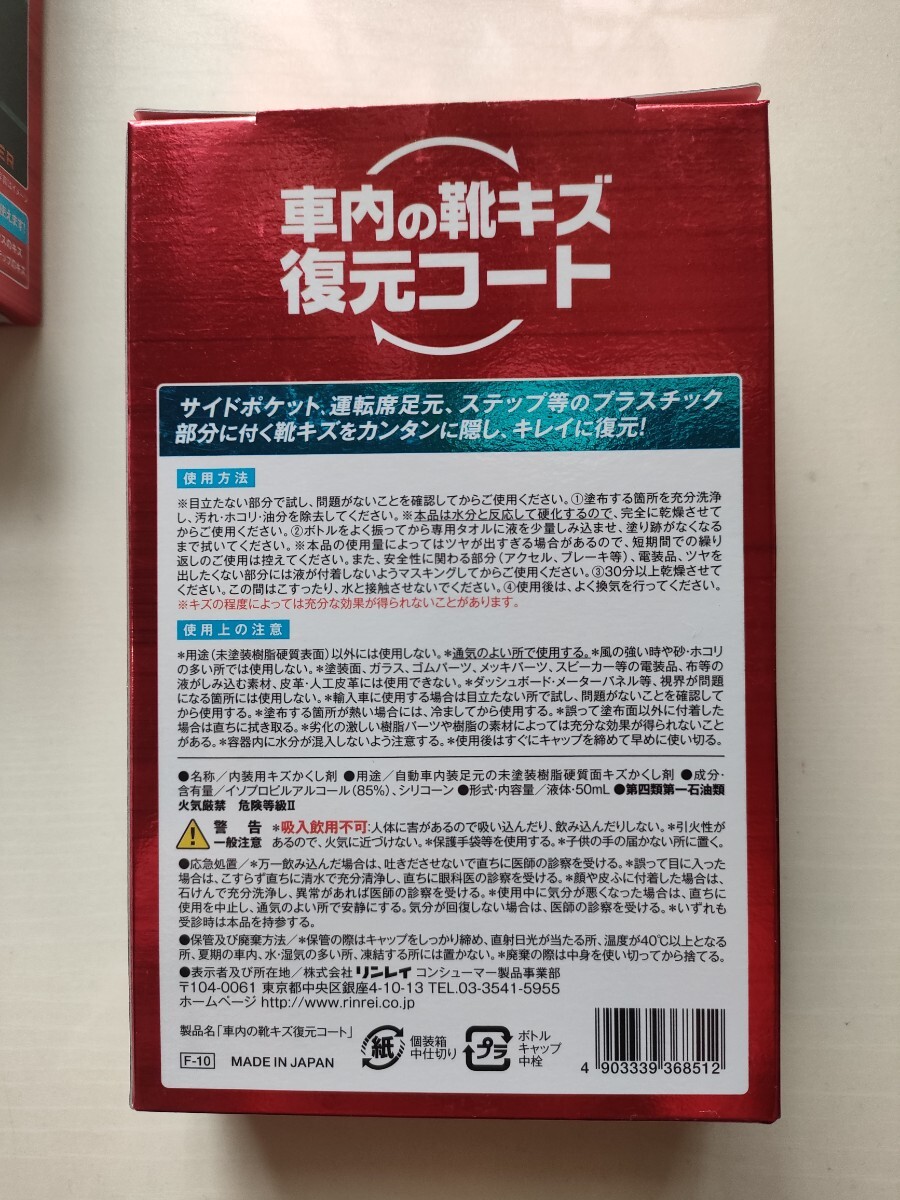 ER
使えます?
スのキズ
ップのキズ
車内の靴キズ
復元コート
サイドポケット、運転席足元、ステップ等のプラスチック
部分に付く靴キズをカンタンに隠し、キレイに復元!
使用方法
※目立たない部分で試し、問題がないことを確認してからご使用ください。①塗布する箇所を充分洗浄
し、汚れ・ホコリ・油分を除去してください。※本品は水分と反応して硬化するので、完全に乾燥させて
からご使用ください。②ボトルをよく振ってから専用タオルに液を少量しみ込ませ、塗り跡がなくなる
まで拭いてください。※本品の使用量によってはツヤが出すぎる場合があるので、短期間での繰り
返しのご使用は控えてください。また、安全性に関わる部分(アクセル、ブレーキ等)、電装品、ツヤを
出したくない部分には液が付着しないようマスキングしてからご使用ください。③30分以上乾燥させて
ください。この間はこすったり、水と接触させないでください。④使用後は、よく換気を行ってください。
※キズの程度によっては充分な効果が得られないことがあります。
使用上の注意
*用途(未塗装樹脂硬質表面)以外には使用しない。*通気のよい所で使用する。*風の強い時や砂・ホコリ
の多い所では使用しない。*塗装面、ガラス、ゴムパーツ、メッキパーツ、スピーカー等の電装品、布等の
液がしみ込む素材、皮革・人工皮革には使用できない。*ダッシュボード・メーターパネル等、視界が問題
になる箇所には使用しない。*輸入車に使用する場合は目立たない所で試し、問題がないことを確認して
から使用する。*塗布する箇所が熱い場合には、冷ましてから使用する。*誤って塗布面以外に付着した
場合は直ちに拭き取る。*劣化の激しい樹脂パーツや樹脂の素材によっては充分な効果が得られないこと
がある。*容器内に水分が混入しないよう注意する。*使用後はすぐにキャップを締めて早めに使い切る。
●名称/内装用キズかくし剤 ●用途/自動車内装足元の未塗装樹脂硬質面キズかくし剤 ●成分・
含有量/イソプロピルアルコール(85%)、シリコーン ●形式・内容量/液体・50mL ●第四類第一石油類
火気厳禁 危険等級Ⅱ
警 告 *吸入飲用不可:人体に害があるので吸い込んだり、飲み込んだりしない。*引火性が
一般注意 あるので、火気に近づけない。*保護手袋等を使用する。*子供の手の届かない所に置く。
●応急処置/*万一飲み込んだ場合は、吐きださせないで直ちに医師の診察を受ける。*誤って目に入った
場合は、こすらず直ちに清水で充分清浄し、直ちに眼科医の診察を受ける。*顔や皮ふに付着した場合は、
石けんで充分洗浄し、異常があれば医師の診察を受ける。*使用中に気分が悪くなった場合は、直ちに
使用を中止し、通気のよい所で安静にする。気分が回復しない場合は、医師の診察を受ける。*いずれも
受診時は本品を持参する。
●保管及び廃棄方法/*保管の際はキャップをしっかり締め、直射日光が当たる所、温度が40℃以上となる
所、夏期の車内、水・湿気の多い所、凍結する所には置かない。*廃棄の際は中身を使い切ってから捨てる。
●表示者及び所在地/株式会社 リンレイ コンシューマー製品事業部
〒104-0061 東京都中央区銀座4-10-13 TEL.03-3541-5955
ホームページ http://www.rinrei.co.jp
製品名「車内の靴キズ復元コート」
紙 個装箱
中仕切り
プラ ボトル
キャップ
中栓
F-10 MADE IN JAPAN
4 903339 368512